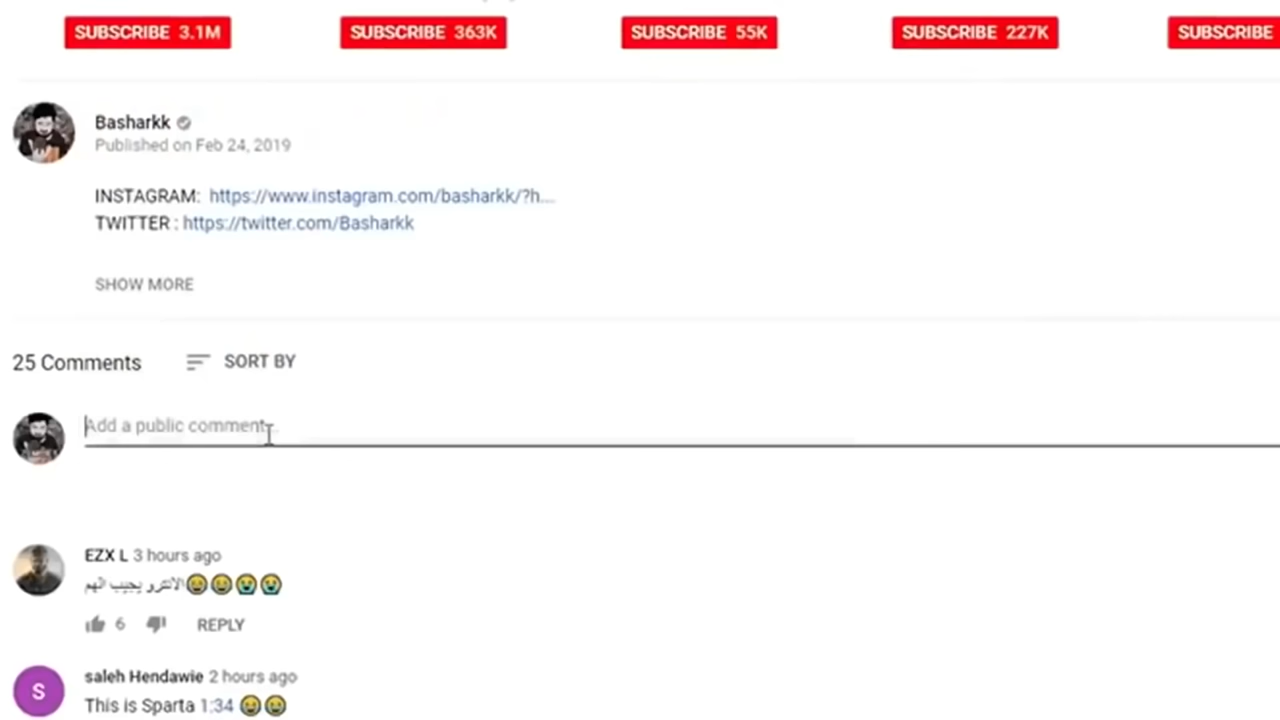 SUBSCRIBE 3.1M SUBSCRIBE 363K SUBSCRIBE 55K SUBSCRIBE 227K SUBSCRIBE
Basharkk
Published on Feb 24, 2019
INSTAGRAM: https://www.instagram.com/basharkk/?h...
TWITTER : https://twitter.com/Basharkk
SHOW MORE
25 Comments SORT BY
Add a public comment...
EZX L 3 hours ago
الانترو يجيب الهم😂😂😭😭
6 REPLY
S
saleh Hendawie 2 hours ago
This is Sparta 1:34 😂😂